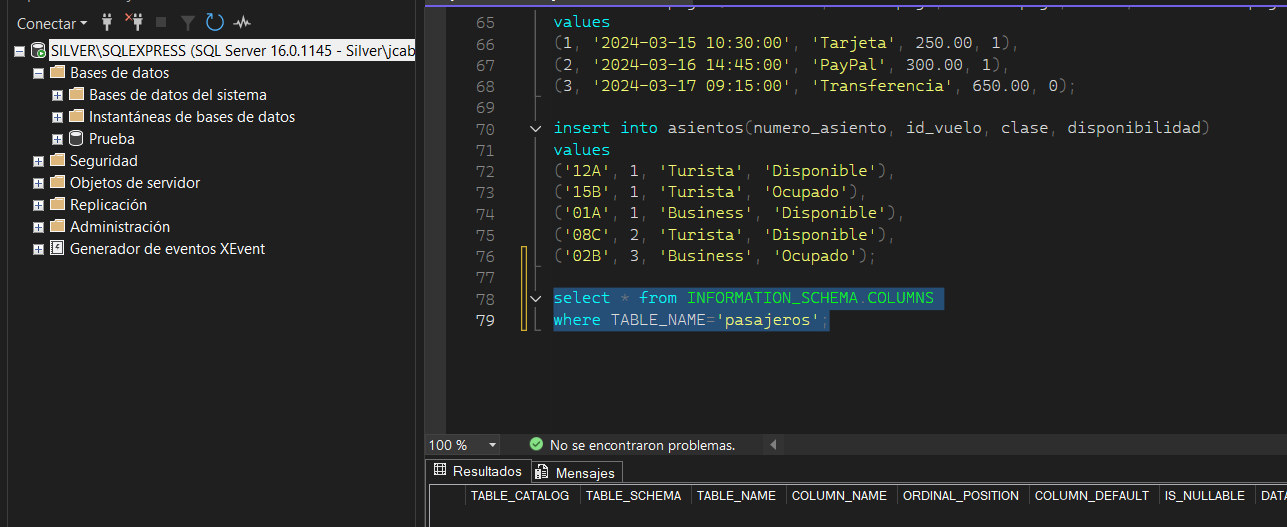 Conectar
SILVER\SQLEXPRESS (SQL Server 16.0.1145 - Silver\jcab
Bases de datos
Bases de datos del sistema
Instantáneas de bases de datos
Prueba
Seguridad
Objetos de servidor
Replicación
Administración
Generador de eventos XEvent
65 values
66 (1, '2024-03-15 10:30:00', 'Tarjeta', 250.00, 1),
67 (2, '2024-03-16 14:45:00', 'PayPal', 300.00, 1),
68 (3, '2024-03-17 09:15:00', 'Transferencia', 650.00, 0);
69
70 insert into asientos(numero_asiento, id_vuelo, clase, disponibilidad)
71 values
72 ('12A', 1, 'Turista', 'Disponible'),
73 ('15B', 1, 'Turista', 'Ocupado'),
74 ('01A', 1, 'Business', 'Disponible'),
75 ('08C', 2, 'Turista', 'Disponible'),
76 ('02B', 3, 'Business', 'Ocupado');
77
78 select * from INFORMATION_SCHEMA.COLUMNS
79 where TABLE_NAME='pasajeros';
100 % No se encontraron problemas.
Resultados Mensajes
TABLE_CATALOG TABLE_SCHEMA TABLE_NAME COLUMN_NAME ORDINAL_POSITION COLUMN_DEFAULT IS_NULLABLE DATA